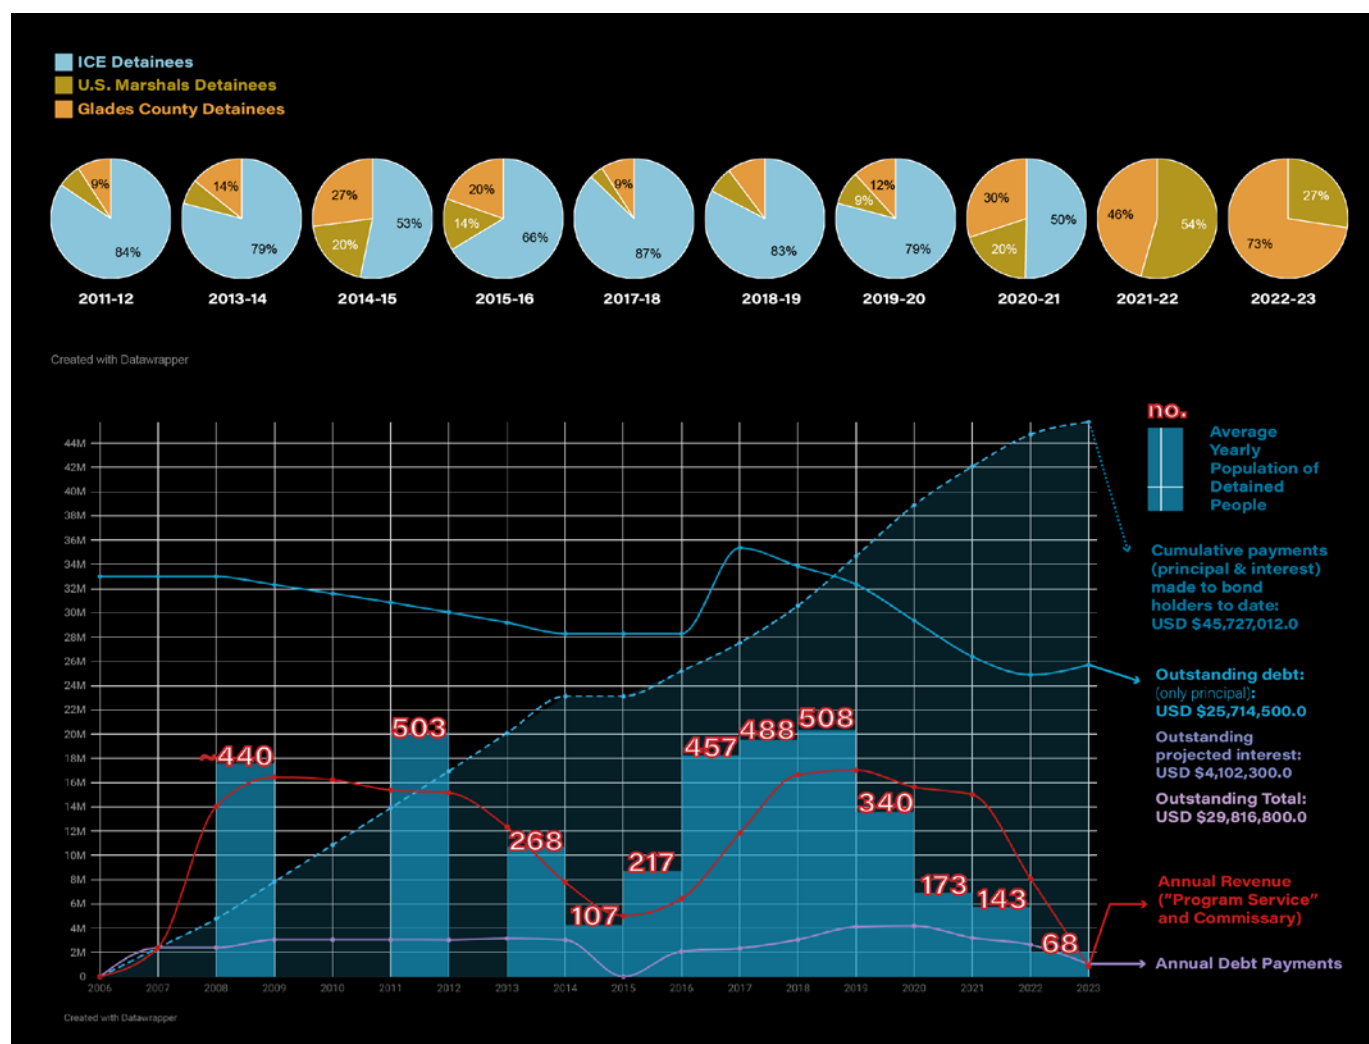 ICE Detainees
U.S. Marshals Detainees
Glades County Detainees
9%
84%
14%
79%
27%
53%
20%
20%
14%
66%
9%
87%
83%
12%
9%
79%
30%
50%
20%
46%
54%
27%
73%
2011-12
2013-14
2014-15
2015-16
2017-18
2018-19
2019-20
2020-21
2021-22
2022-23
Created with Datawrapper
no.
Average
Yearly
Population of
Detained
People
Cumulative payments
(principal & interest)
made to bond
holders to date:
USD $45,727,012.0
Outstanding debt:
(only principal):
USD $25,714,500.0
Outstanding
projected interest:
USD $4,102,300.0
Outstanding Total:
USD $29,816,800.0
Annual Revenue
("Program Service"
and Commissary)
Annual Debt Payments
44M
42M
40M
38M
36M
34M
32M
30M
28M
26M
24M
22M
20M
18M
16M
14M
12M
10M
8M
6M
4M
2M
0
~440
503
268
107
217
457
488
508
340
173
143
68
2006
2007
2008
2009
2010
2011
2012
2013
2014
2015
2016
2017
2018
2019
2020
2021
2022
2023
Created with Datawrapper